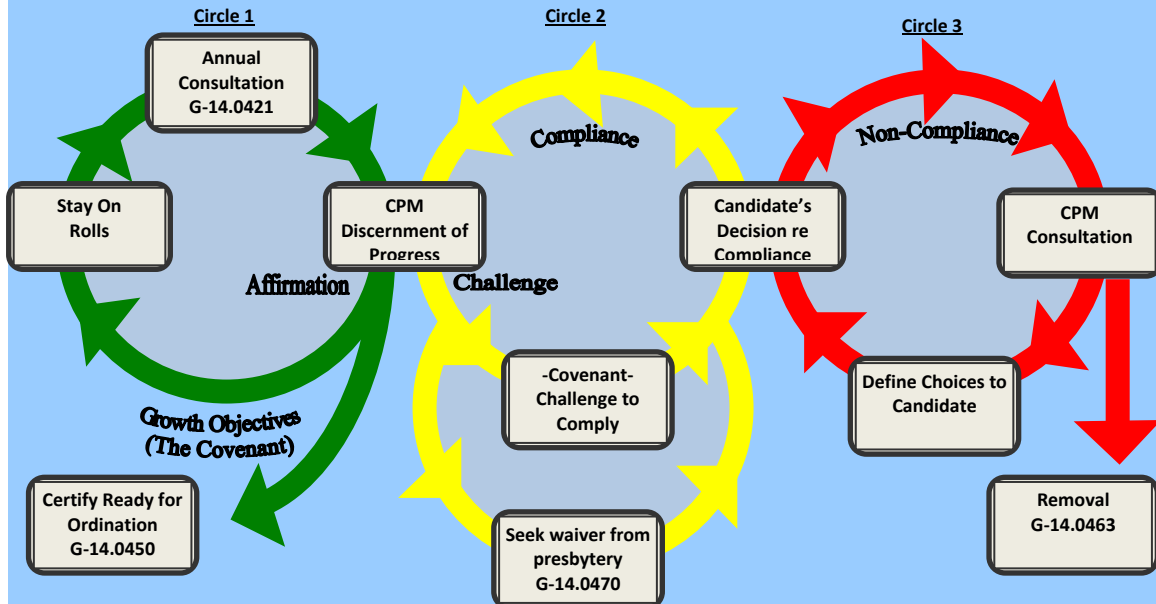 Circle 1
Circle 2
Circle 3
Annual
Consultation
G-14.0421
Compliance
Non-Compliance
Stay On
Rolls
CPM
Discernment of
Progress
Candidate’s
Decision re
Compliance
CPM
Consultation
Affirmation
Challenge
-Covenant-
Challenge to
Comply
Define Choices to
Candidate
Growth Objectives
(The Covenant)
Certify Ready for
Ordination
G-14.0450
Seek waiver from
presbytery
G-14.0470
Removal
G-14.0463